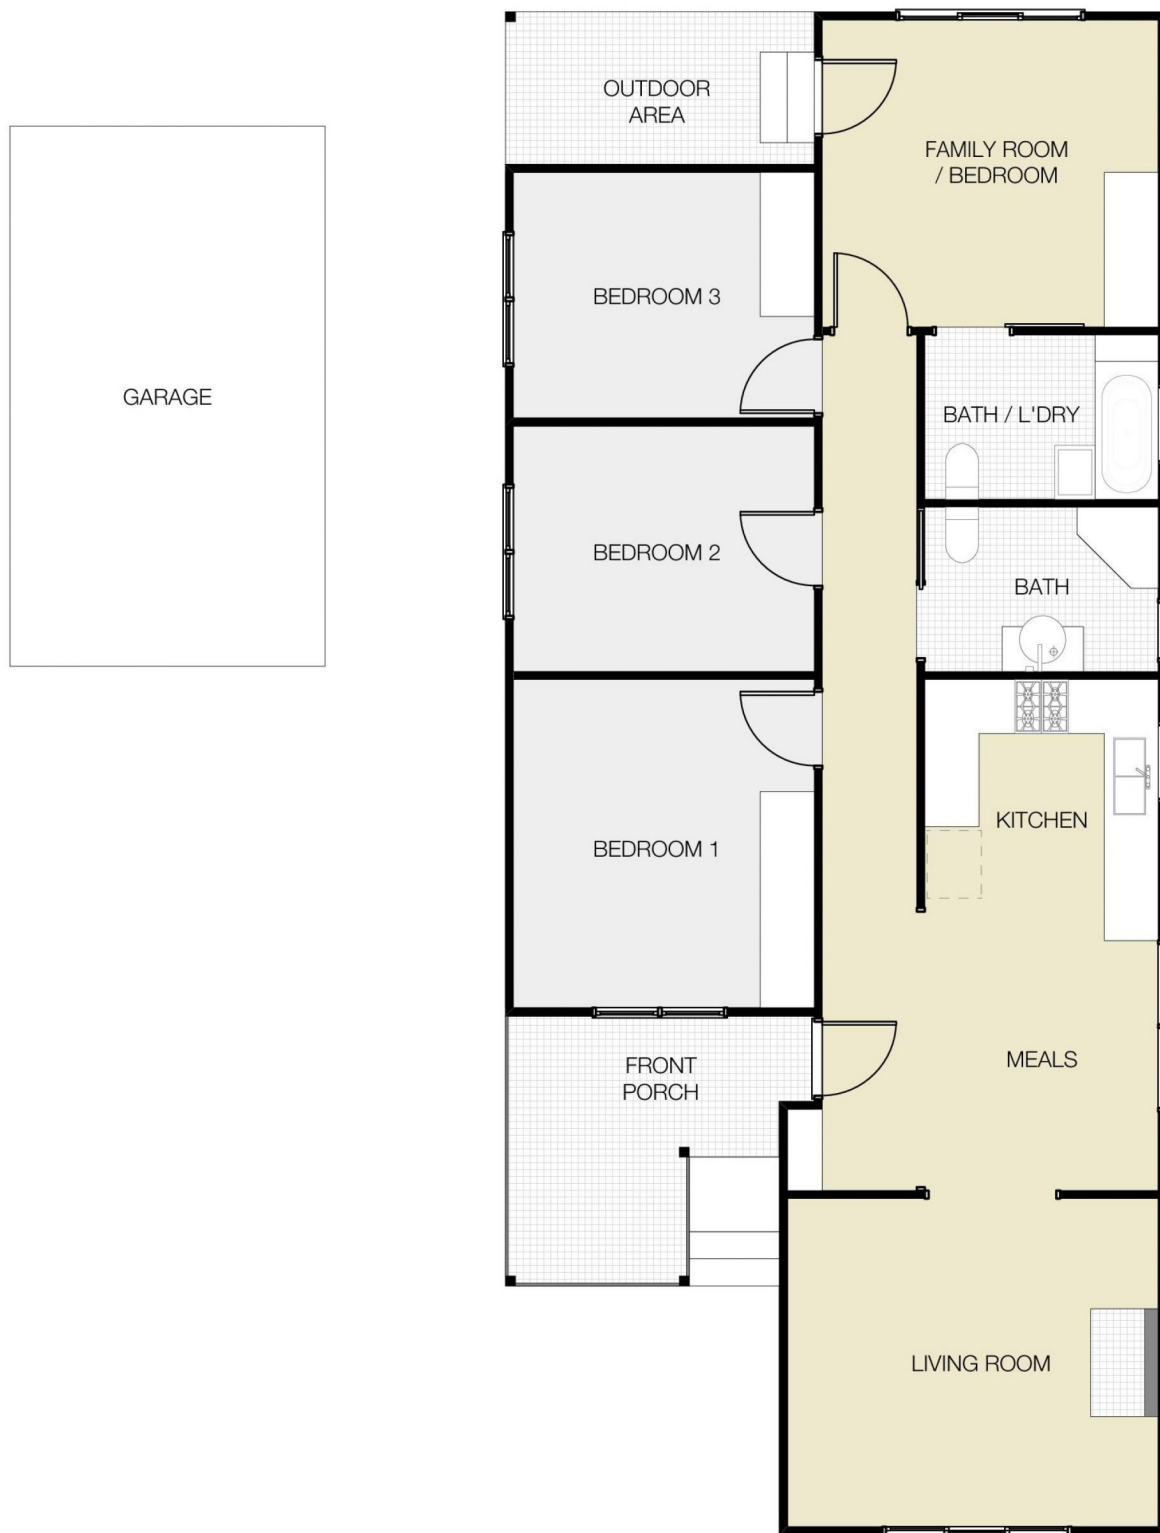 OUTDOOR
AREA
FAMILY ROOM
/ BEDROOM
BEDROOM 3
GARAGE
BATH / L'DRY
BEDROOM 2
BATH
KITCHEN
BEDROOM 1
MEALS
FRONT
PORCH
LIVING ROOM